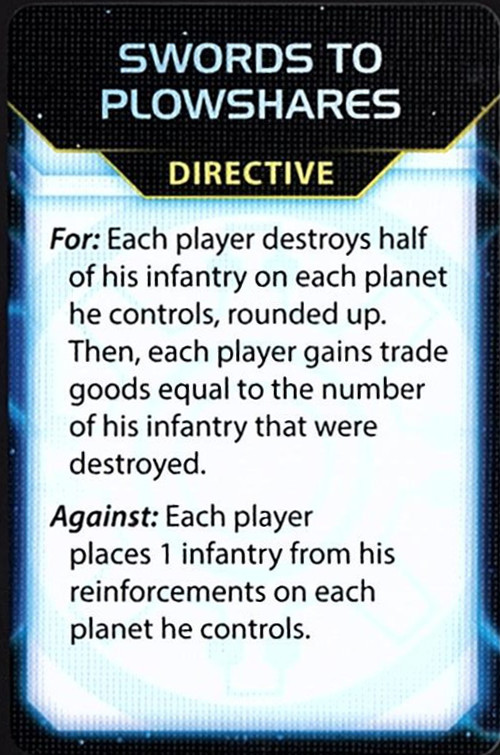 SWORDS TO
PLOWSHARES
DIRECTIVE
For: Each player destroys half
of his infantry on each planet
he controls, rounded up.
Then, each player gains trade
goods equal to the number
of his infantry that were
destroyed.
Against: Each player
places 1 infantry from his
reinforcements on each
planet he controls.